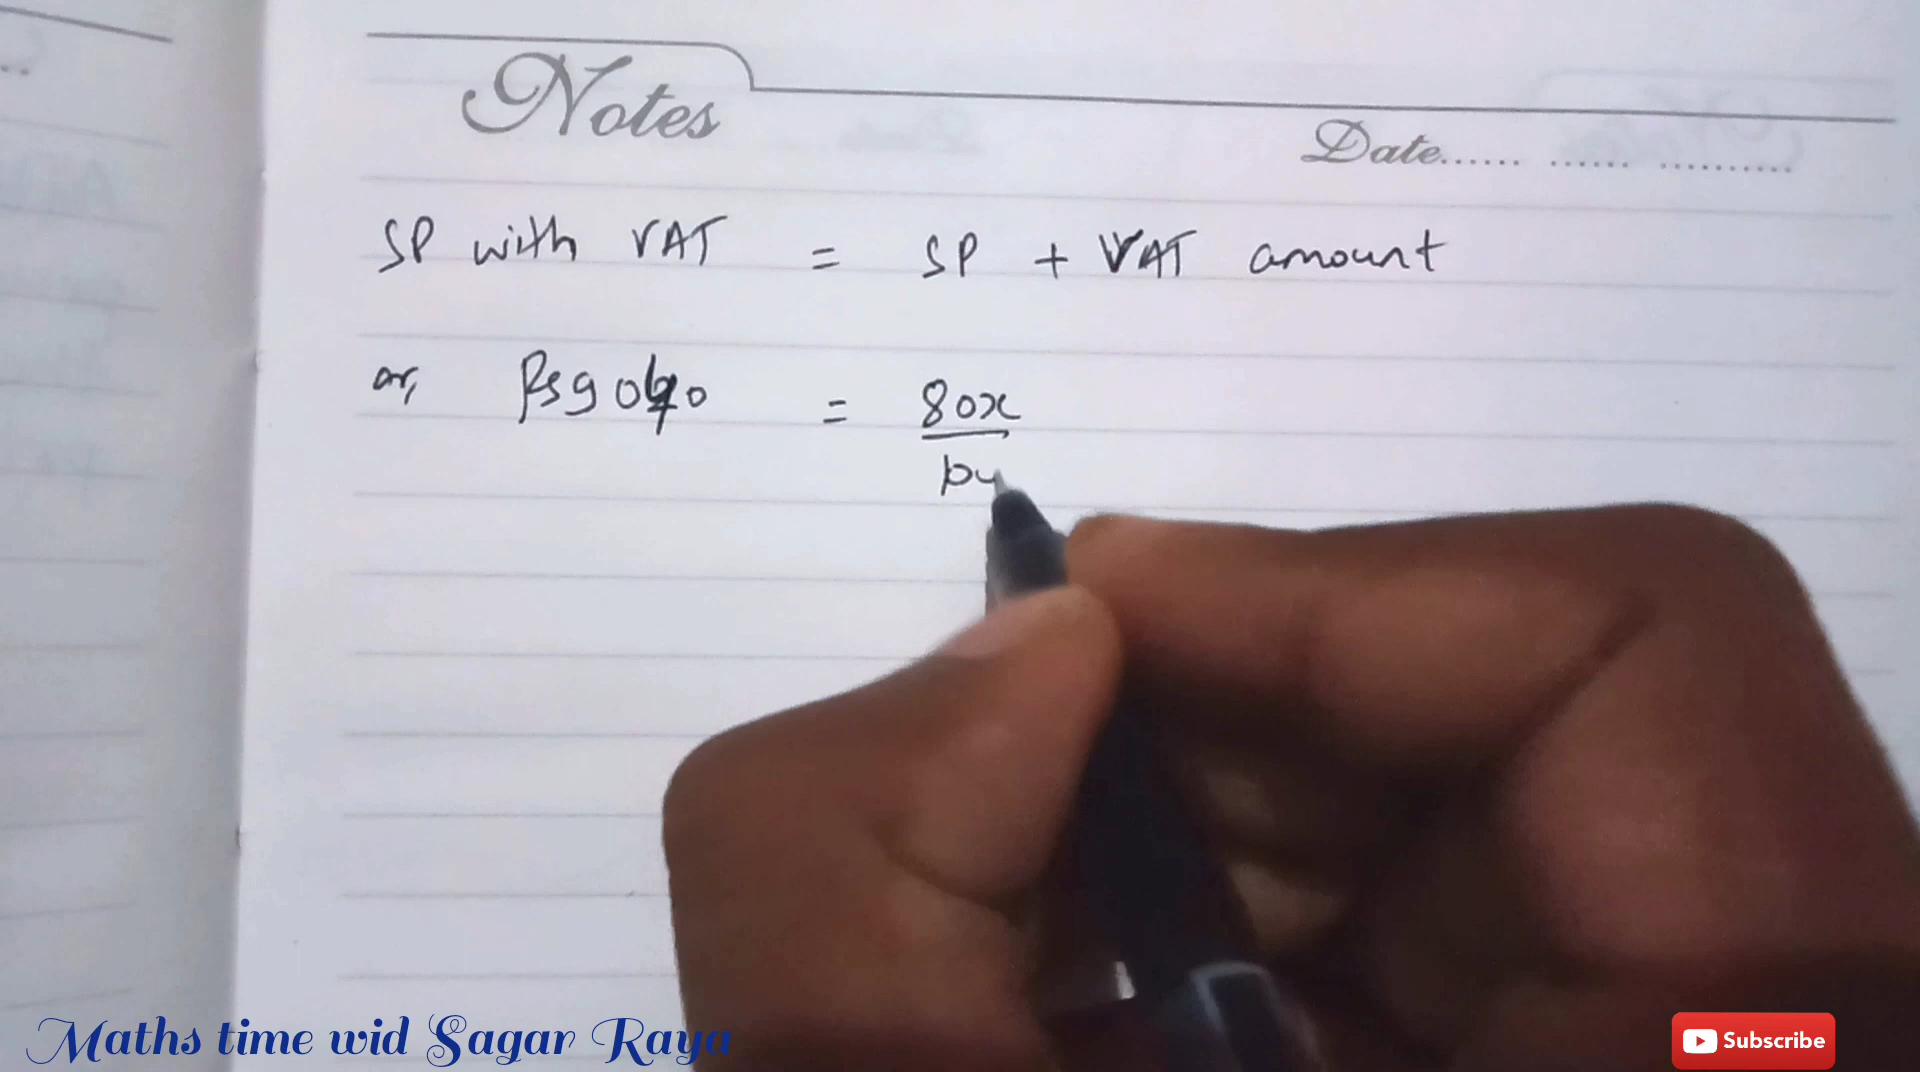 Notes
Date
SP with VAT = SP + VAT amount
or, Rs 9040 = 80x
Maths time wid Sagar Raya
Subscribe